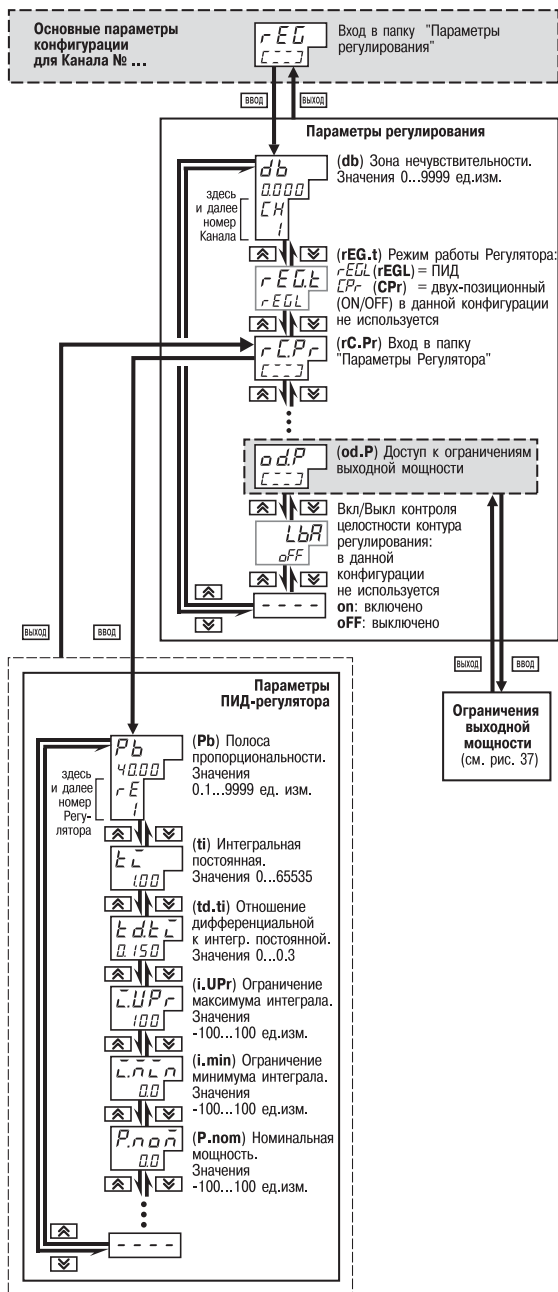 Основные параметры
конфигурации
для Канала № ...
rEG
[---]
Вход в папку "Параметры
регулирования"
ВВОД
ВЫХОД
Параметры регулирования
db
0.000
CH
1
здесь
и далее
номер
Канала
(db) Зона нечувствительности.
Значения 0...9999 ед.изм.
rEG.t
rEGL
(rEG.t) Режим работы Регулятора:
rEGL (rEGL) = ПИД
CPr (CPr) = двух-позиционный
(ON/OFF) в данной конфигурации
не используется
rC.Pr
[---]
(rC.Pr) Вход в папку
"Параметры Регулятора"
od.P
[---]
(od.P) Доступ к ограничениям
выходной мощности
LbA
oFF
Вкл/Выкл контроля
целостности контура
регулирования:
в данной
конфигурации
не используется
on: включено
oFF: выключено
- - - -
ВЫХОД
ВВОД
ВЫХОД
ВВОД
Ограничения
выходной
мощности
(см. рис. 37)
Параметры
ПИД-регулятора
Pb
40.00
rE
1
здесь
и далее
номер
Регу-
лятора
(Pb) Полоса
пропорциональности.
Значения
0.1...9999 ед. изм.
ti
1.00
(ti) Интегральная
постоянная.
Значения 0...65535
td.ti
0.150
(td.ti) Отношение
дифференциальной
к интегр. постоянной.
Значения 0...0.3
i.UPr
100
(i.UPr) Ограничение
максимума интеграла.
Значения
-100...100 ед.изм.
i.min
0.0
(i.min) Ограничение
минимума интеграла.
Значения
-100...100 ед.изм.
P.nom
0.0
(P.nom) Номинальная
мощность.
Значения
-100...100 ед.изм.
- - - -